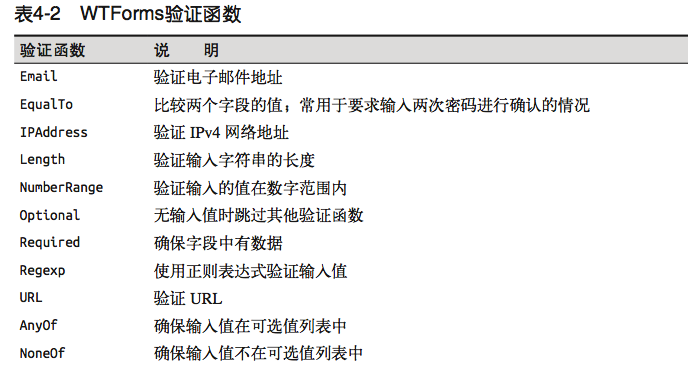 表4-2 WTForms验证函数
验证函数 说 明
Email 验证电子邮件地址
EqualTo 比较两个字段的值；常用于要求输入两次密码进行确认的情况
IPAddress 验证 IPv4 网络地址
Length 验证输入字符串的长度
NumberRange 验证输入的值在数字范围内
Optional 无输入值时跳过其他验证函数
Required 确保字段中有数据
Regexp 使用正则表达式验证输入值
URL 验证 URL
AnyOf 确保输入值在可选值列表中
NoneOf 确保输入值不在可选值列表中